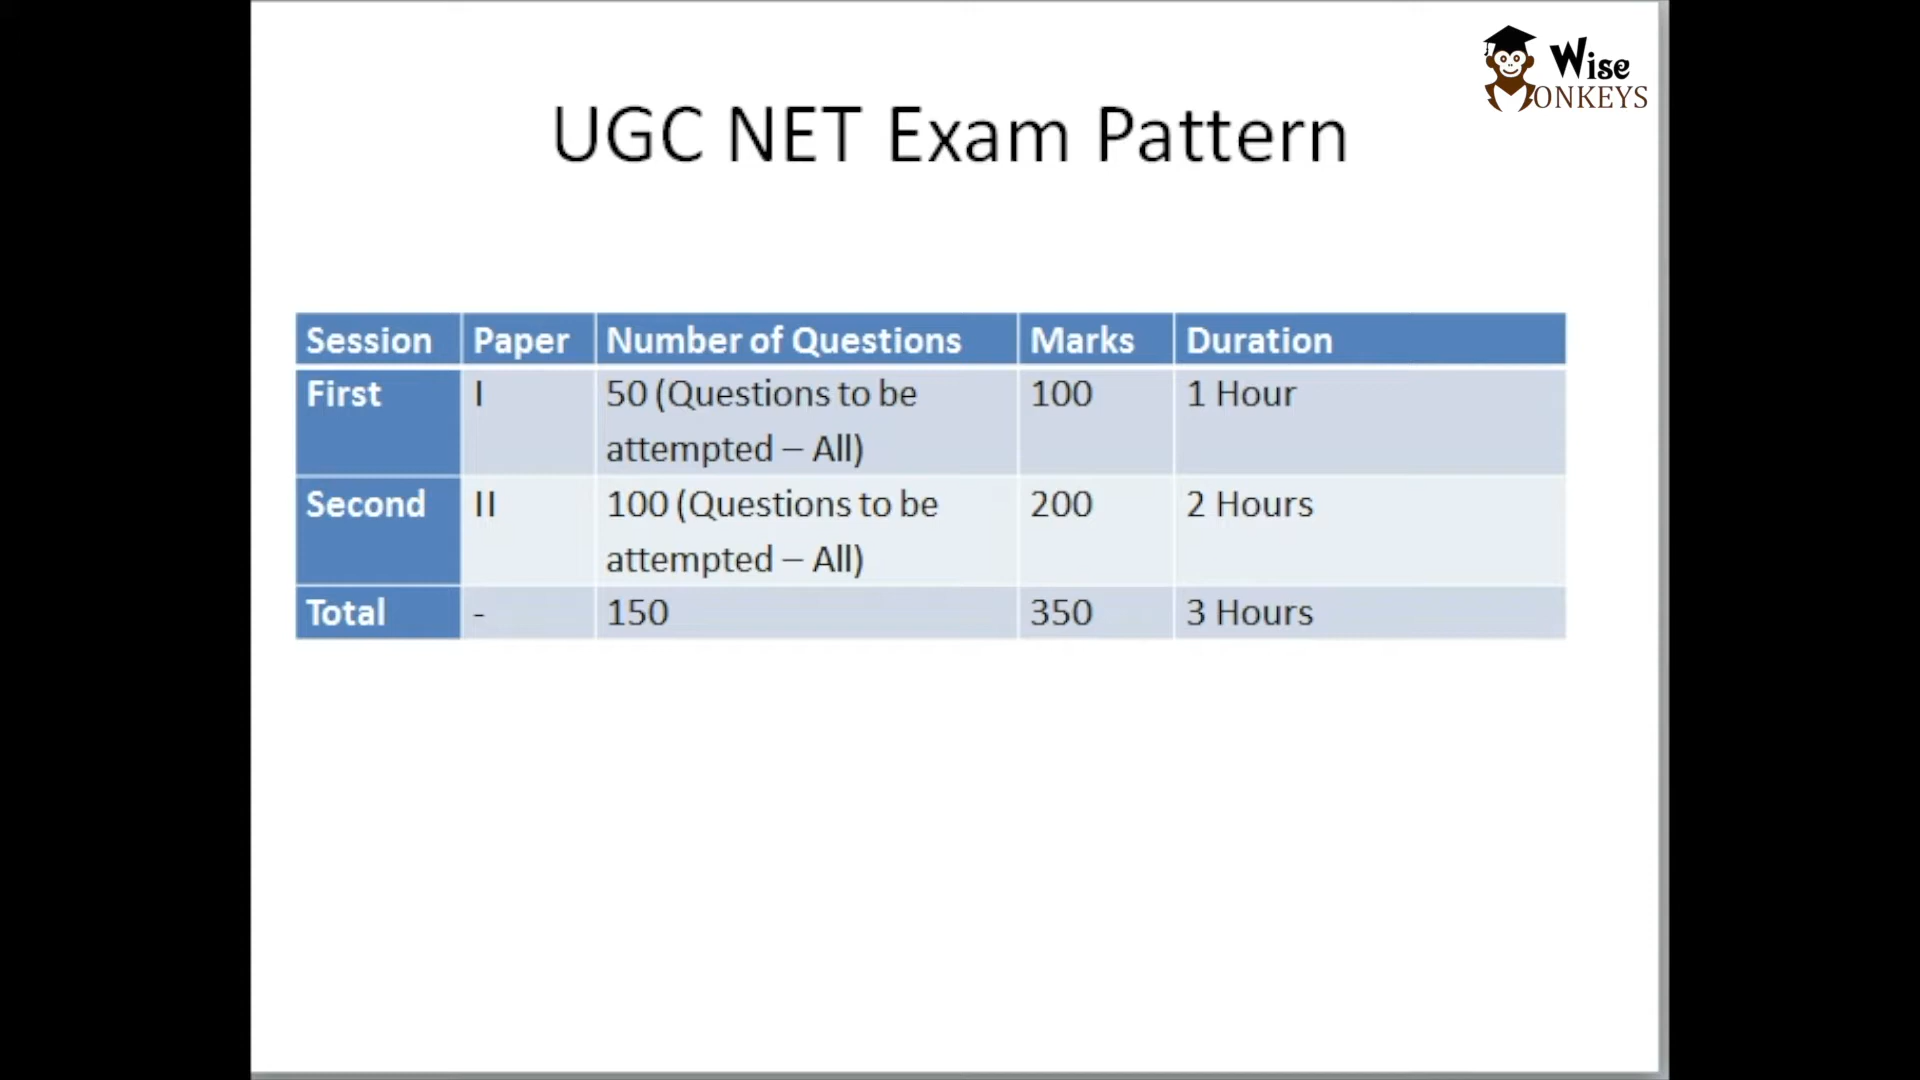 Wise
MONKEYS
UGC NET Exam Pattern
Session Paper Number of Questions Marks Duration
First I 50 (Questions to be 100 1 Hour
attempted – All)
Second II 100 (Questions to be 200 2 Hours
attempted – All)
Total - 150 350 3 Hours